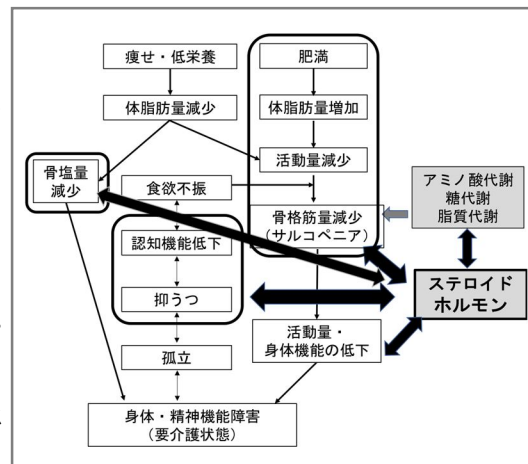 痩せ・低栄養
肥満
体脂肪量減少
体脂肪量増加
活動量減少
骨塩量
減少
食欲不振
アミノ酸代謝
糖代謝
脂質代謝
骨格筋量減少
(サルコペニア)
認知機能低下
ステロイド
ホルモン
抑うつ
活動量・
身体機能の低下
孤立
身体・精神機能障害
(要介護状態)